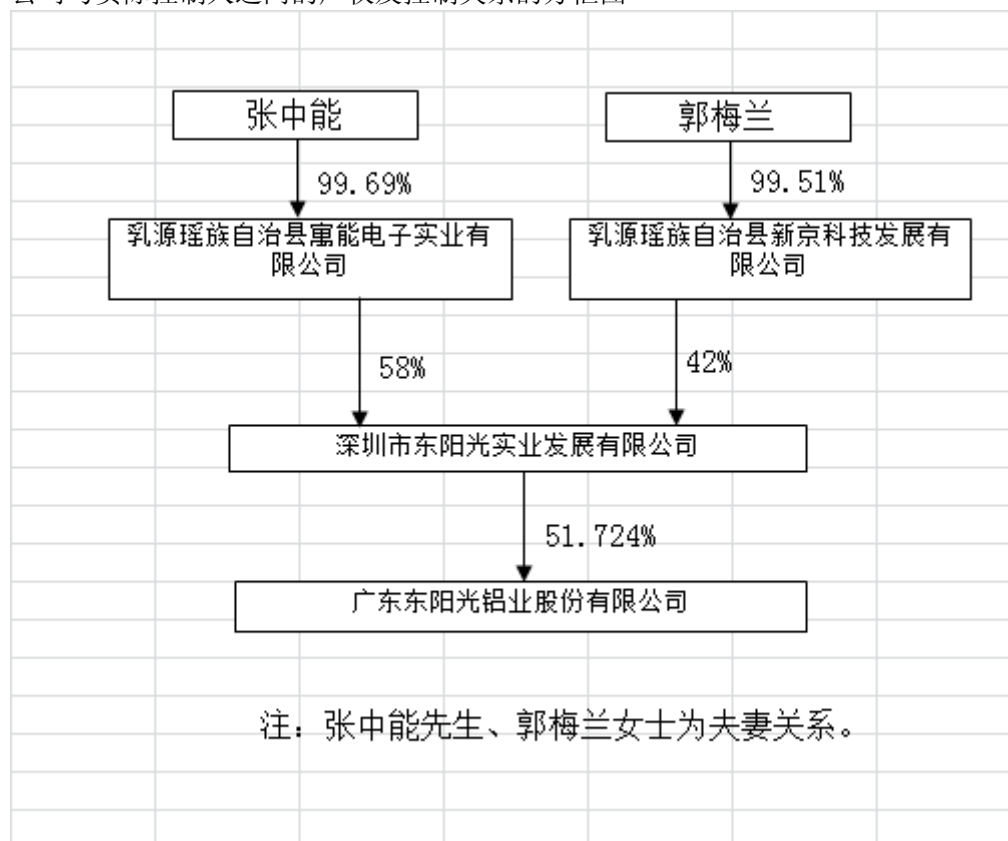 张中能
郭梅兰
99.69%
99.51%
乳源瑶族自治县寓能电子实业有
限公司
乳源瑶族自治县新京科技发展有
限公司
58%
42%
深圳市东阳光实业发展有限公司
51.724%
广东东阳光铝业股份有限公司
注：张中能先生、郭梅兰女士为夫妻关系。